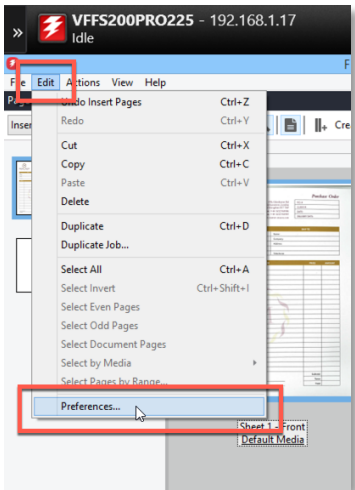 »
VFFS200PRO225 - 192.168.1.17
Idle
F
File Edit Actions View Help
Undo Insert Pages Ctrl+Z
Redo Ctrl+Y
Cut Ctrl+X
Copy Ctrl+C
Paste Ctrl+V
Delete
Duplicate Ctrl+D
Duplicate Job...
Select All Ctrl+A
Select Invert Ctrl+Shift+I
Select Even Pages
Select Odd Pages
Select Document Pages
Select by Media
Select Pages by Range...
Preferences...
Inser
Cre
Purchase Order
Sheet 1 - Front
Default Media